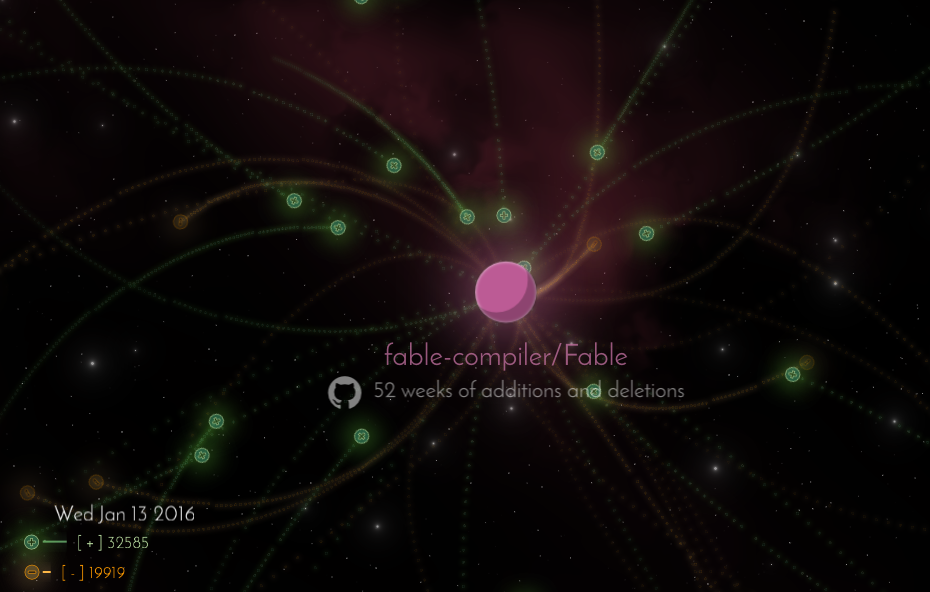 fable-compiler/Fable
52 weeks of additions and deletions
Wed Jan 13 2016
[ + ] 32585
[ - ] 19919